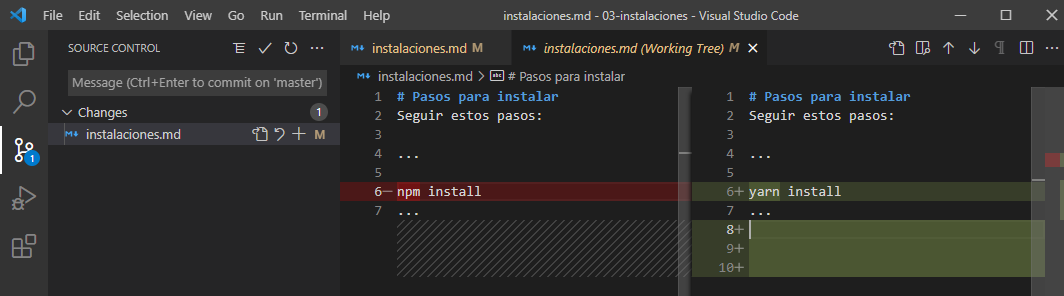 File Edit Selection View Go Run Terminal Help
instalaciones.md - 03-instalaciones - Visual Studio Code
SOURCE CONTROL
Message (Ctrl+Enter to commit on 'master')
Changes 1
instalaciones.md M
1
instalaciones.md M
instalaciones.md (Working Tree) M
instalaciones.md > # Pasos para instalar
1 # Pasos para instalar
2 Seguir estos pasos:
3
4 ...
5
6− npm install
7 ...
1 # Pasos para instalar
2 Seguir estos pasos:
3
4 ...
5
6+ yarn install
7 ...
8+
9+
10+